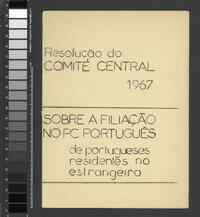 Resolução do
COMITÉ CENTRAL
1967
SOBRE A FILIAÇÃO
NO PC PORTUGUÊS
de portugueses
residentes no
estrangeiro